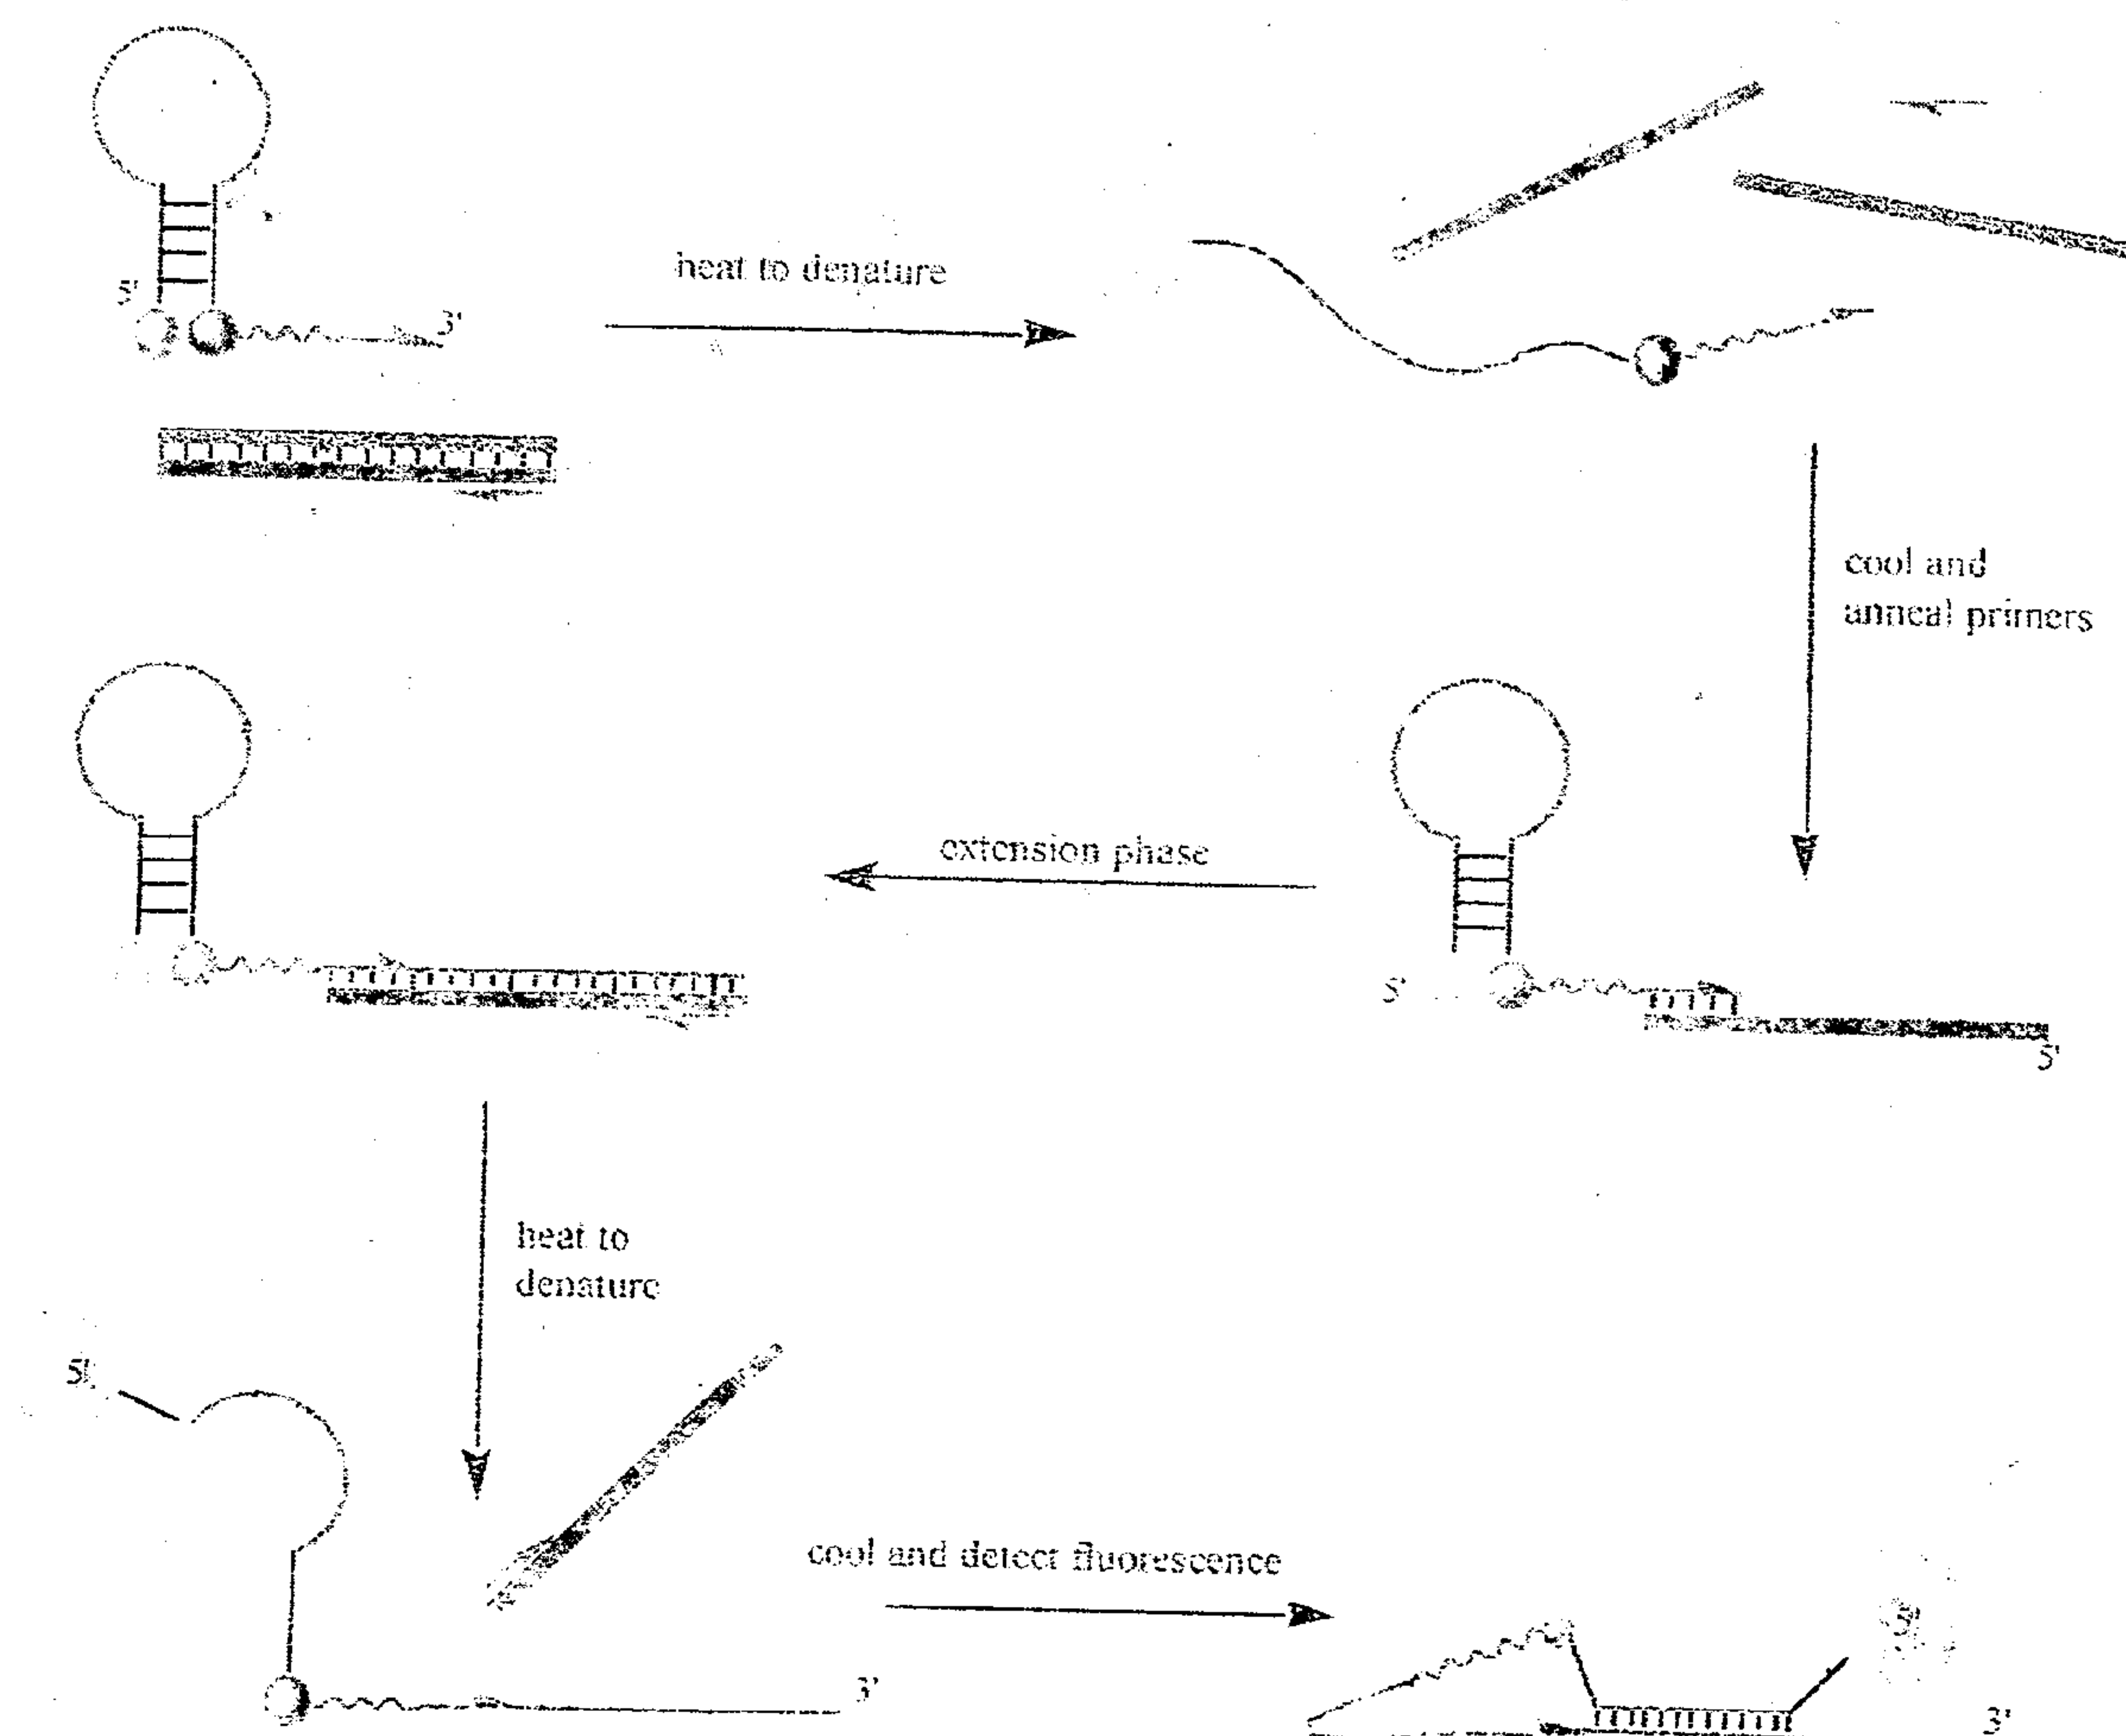 heat to denature
5'
3'
cool and
anneal primers
extension phase
5'
5'
heat to
denature
5'
cool and detect fluorescence
3'
5'
3'